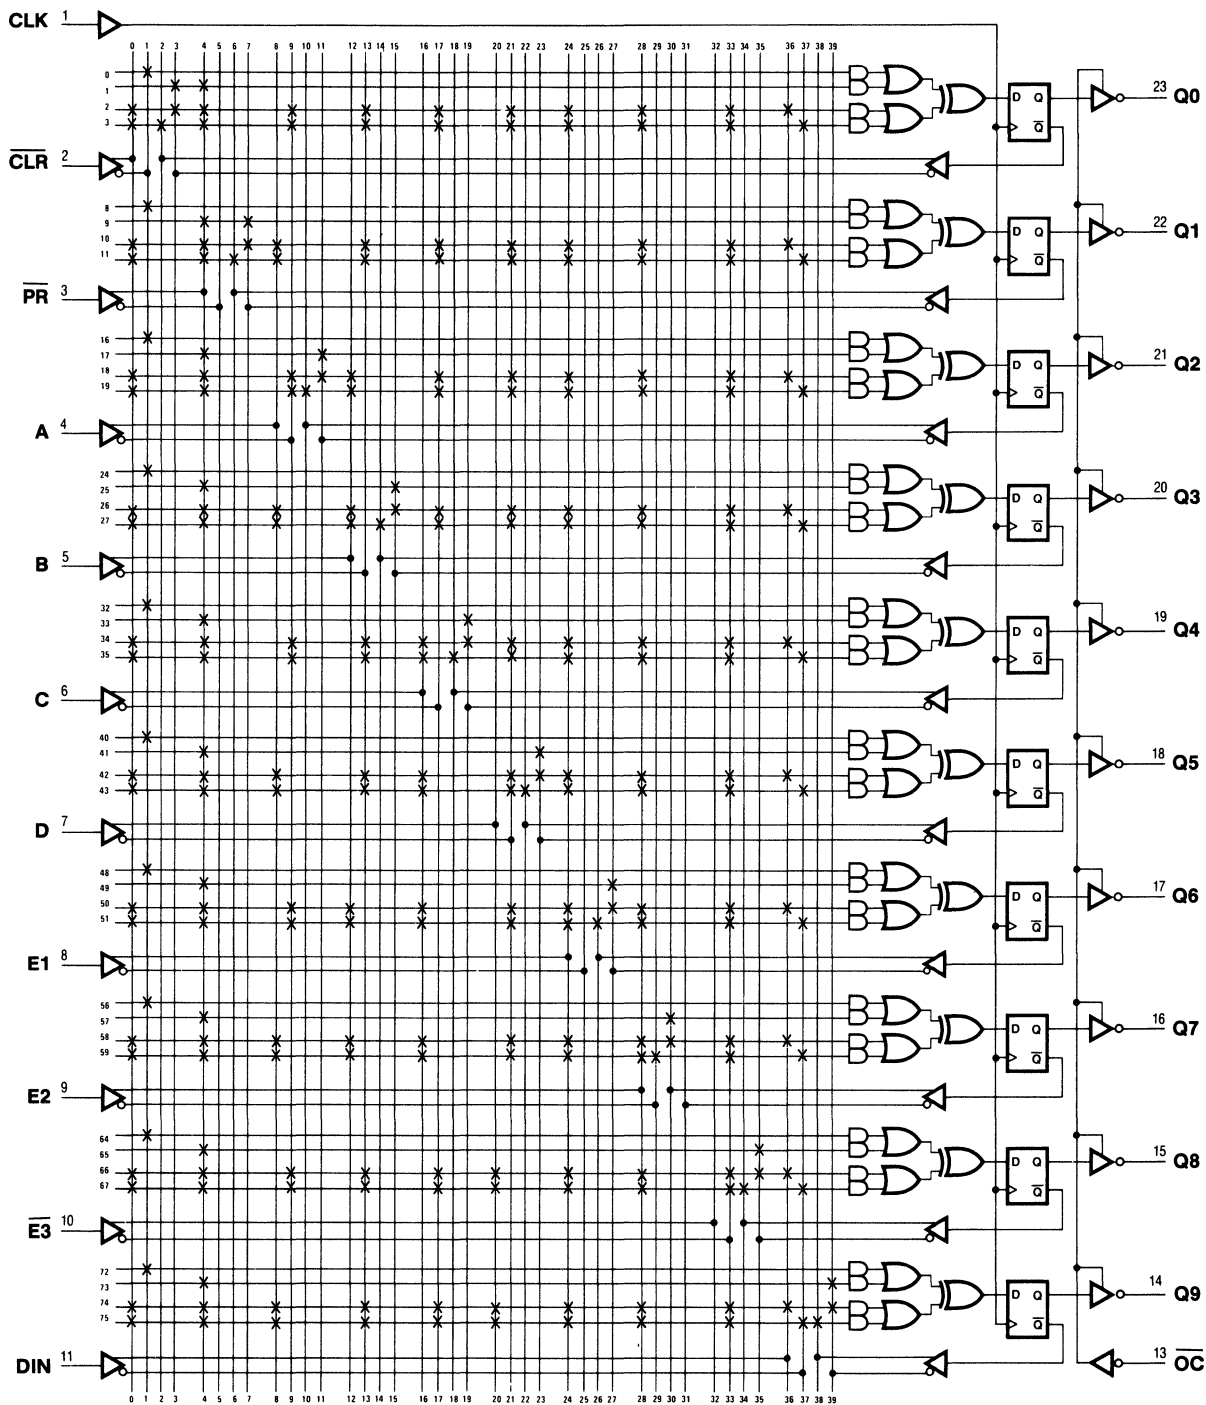 CLK 1
0 1 2 3 4 5 6 7 8 9 10 11 12 13 14 15 16 17 18 19 20 21 22 23 24 25 26 27 28 29 30 31 32 33 34 35 36 37 38 39
0
1
2
3
D Q
Q̅
23 Q0
C̅L̅R̅ 2
8
9
10
11
D Q
Q̅
22 Q1
P̅R̅ 3
16
17
18
19
D Q
Q̅
21 Q2
A 4
24
25
26
27
D Q
Q̅
20 Q3
B 5
32
33
34
35
D Q
Q̅
19 Q4
C 6
40
41
42
43
D Q
Q̅
18 Q5
D 7
48
49
50
51
D Q
Q̅
17 Q6
E1 8
56
57
58
59
D Q
Q̅
16 Q7
E2 9
64
65
66
67
D Q
Q̅
15 Q8
E̅3̅ 10
72
73
74
75
D Q
Q̅
14 Q9
DIN 11
13 O̅C̅
0 1 2 3 4 5 6 7 8 9 10 11 12 13 14 15 16 17 18 19 20 21 22 23 24 25 26 27 28 29 30 31 32 33 34 35 36 37 38 39